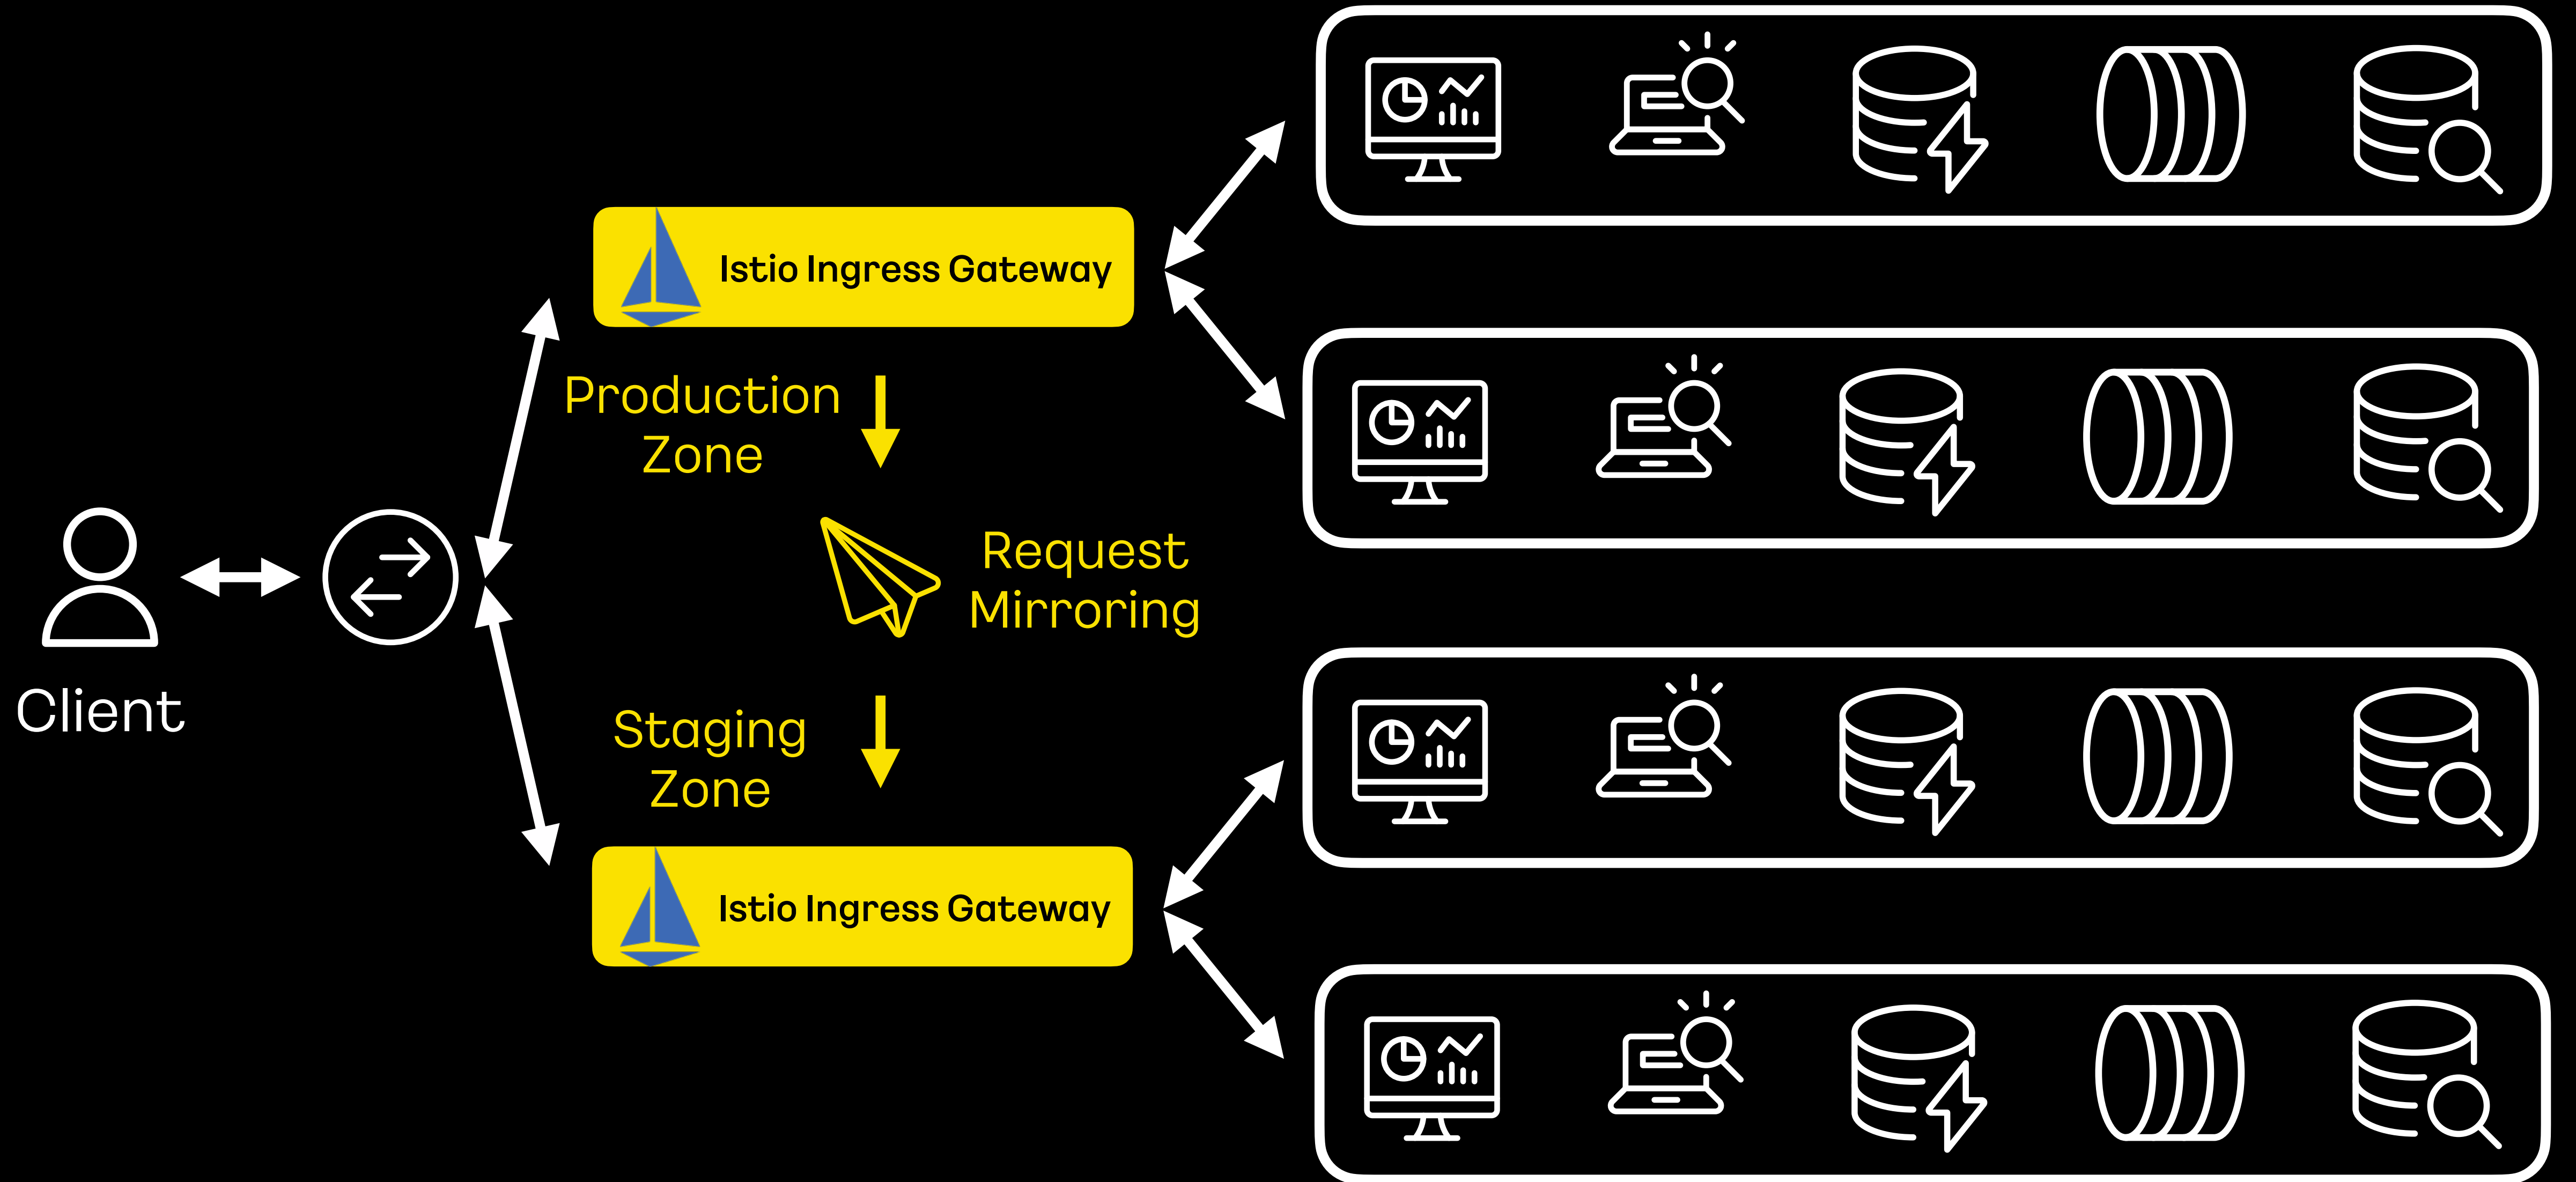 Istio Ingress Gateway
Production
Zone
Request
Mirroring
Client
Staging
Zone
Istio Ingress Gateway